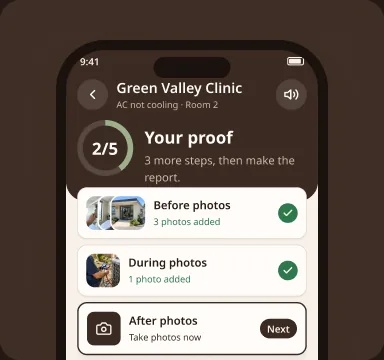 9:41
Green Valley Clinic
AC not cooling · Room 2
2/5
Your proof
3 more steps, then make the
report.
Before photos
3 photos added
During photos
1 photo added
After photos
Take photos now
Next